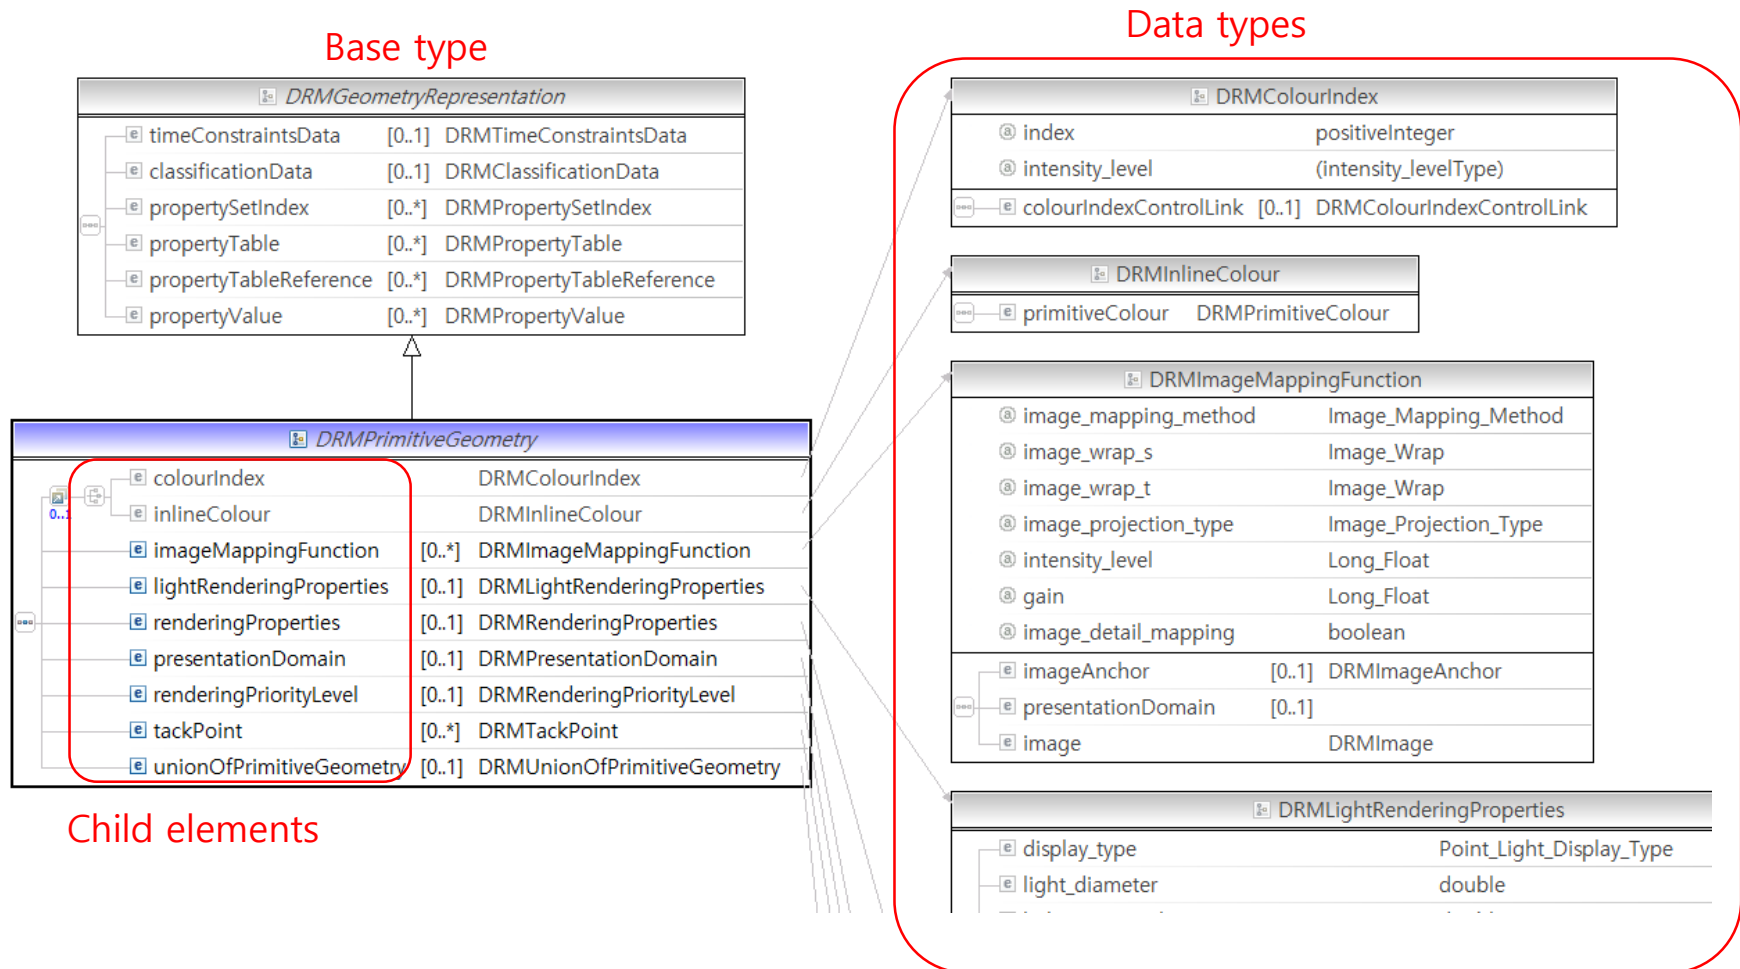 Base type
DRMGeometryRepresentation
timeConstraintsData [0..1] DRMTimeConstraintsData
classificationData [0..1] DRMClassificationData
propertySetIndex [0..*] DRMPropertySetIndex
propertyTable [0..*] DRMPropertyTable
propertyTableReference [0..*] DRMPropertyTableReference
propertyValue [0..*] DRMPropertyValue
DRMPrimitiveGeometry
0..1
colourIndex DRMColourIndex
inlineColour DRMInlineColour
imageMappingFunction [0..*] DRMImageMappingFunction
lightRenderingProperties [0..1] DRMLightRenderingProperties
renderingProperties [0..1] DRMRenderingProperties
presentationDomain [0..1] DRMPresentationDomain
renderingPriorityLevel [0..1] DRMRenderingPriorityLevel
tackPoint [0..*] DRMTackPoint
unionOfPrimitiveGeometry [0..1] DRMUnionOfPrimitiveGeometry
Child elements
Data types
DRMColourIndex
index positiveInteger
intensity_level (intensity_levelType)
colourIndexControlLink [0..1] DRMColourIndexControlLink
DRMInlineColour
primitiveColour DRMPrimitiveColour
DRMImageMappingFunction
image_mapping_method Image_Mapping_Method
image_wrap_s Image_Wrap
image_wrap_t Image_Wrap
image_projection_type Image_Projection_Type
intensity_level Long_Float
gain Long_Float
image_detail_mapping boolean
imageAnchor [0..1] DRMImageAnchor
presentationDomain [0..1]
image DRMImage
DRMLightRenderingProperties
display_type Point_Light_Display_Type
light_diameter double